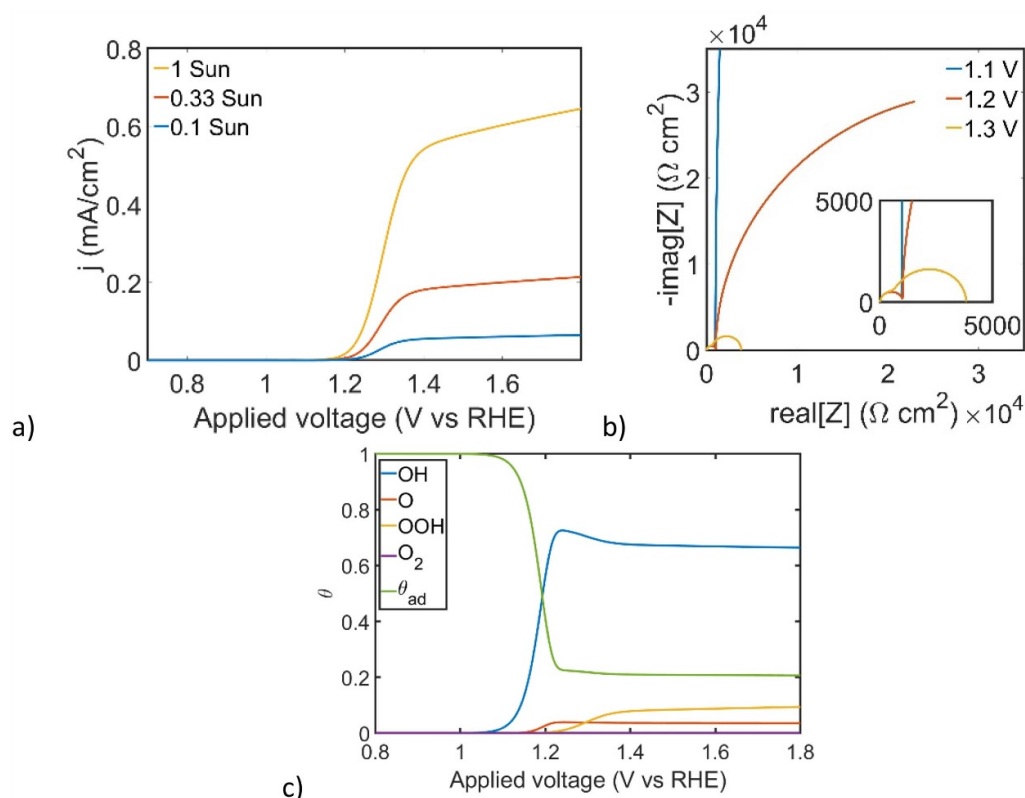 0.8
0.6
0.4
0.2
0
j (mA/cm²)
1 Sun
0.33 Sun
0.1 Sun
0.8 1 1.2 1.4 1.6
Applied voltage (V vs RHE)
a)
×10⁴
3
2
1
0
-imag[Z] (Ω cm²)
1.1 V
1.2 V
1.3 V
5000
0
0 5000
0 1 2 3
real[Z] (Ω cm²) ×10⁴
b)
1
0.8
0.6
0.4
0.2
0
θ
OH
O
OOH
O₂
θad
0.8 1 1.2 1.4 1.6 1.8
Applied voltage (V vs RHE)
c)